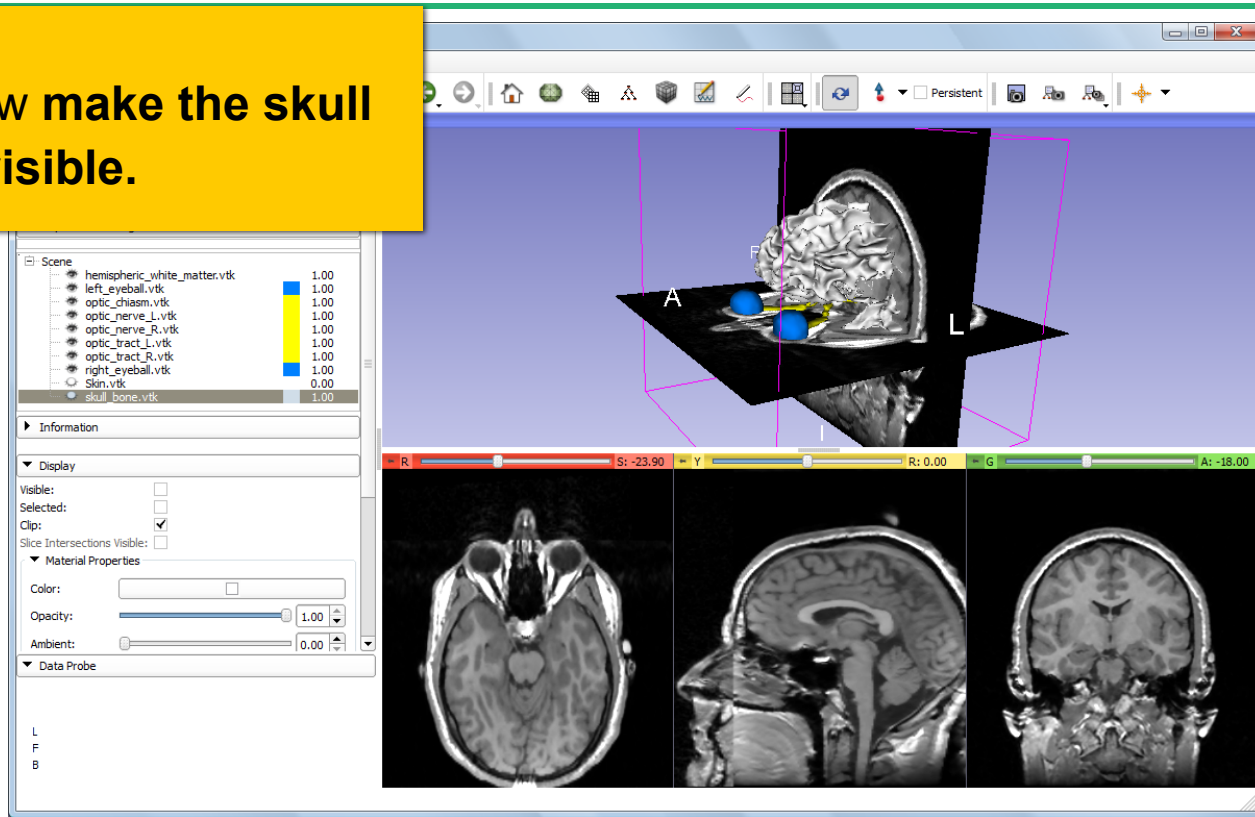 w make the skull
isible.
Persistent
F
A
L
I
Scene
hemispheric_white_matter.vtk 1.00
left_eyeball.vtk 1.00
optic_chiasm.vtk 1.00
optic_nerve_L.vtk 1.00
optic_nerve_R.vtk 1.00
optic_tract_L.vtk 1.00
optic_tract_R.vtk 1.00
right_eyeball.vtk 1.00
Skin.vtk 0.00
skull_bone.vtk 1.00
Information
Display
Visible:
Selected:
Clip:
Slice Intersections Visible:
Material Properties
Color:
Opacity: 1.00
Ambient: 0.00
Data Probe
L
F
B
R S: -23.90 Y R: 0.00 G A: -18.00